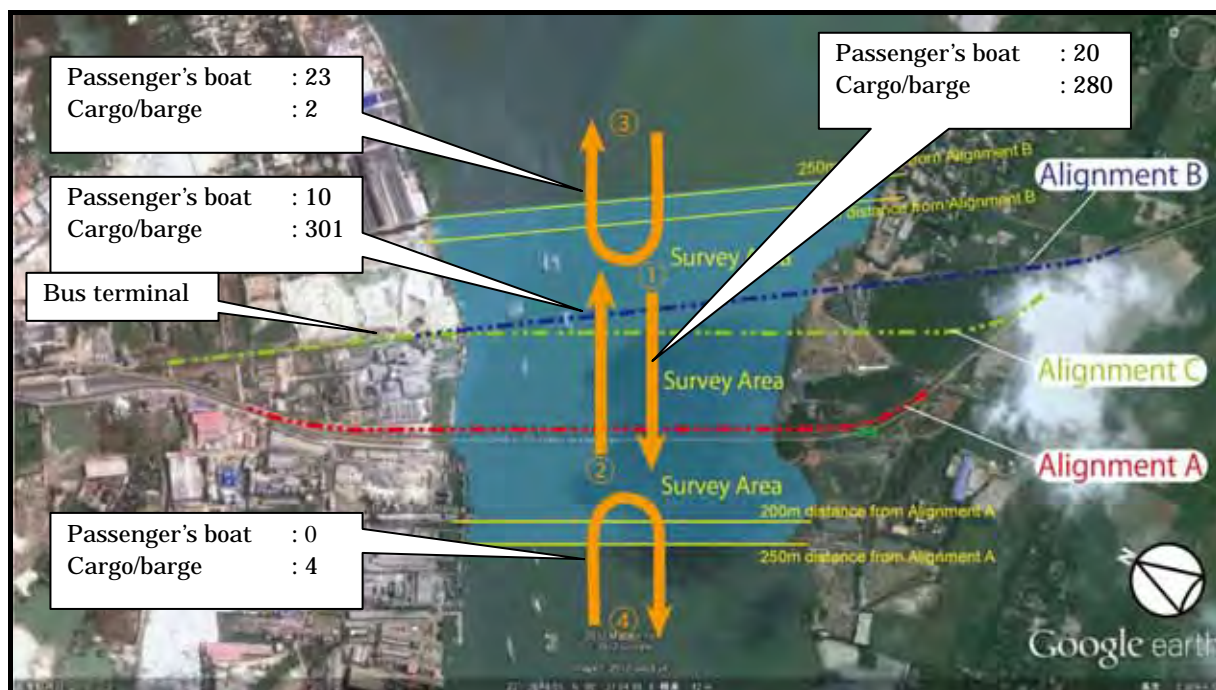 Passenger’s boat : 23
Cargo/barge : 2
Passenger’s boat : 20
Cargo/barge : 280
③
250m
from Alignment B
Alignment B
distance from Alignment B
Passenger’s boat : 10
Cargo/barge : 301
Survey Area
①
Bus terminal
Survey Area
Alignment C
②
Survey Area
Alignment A
200m distance from Alignment A
Passenger’s boat : 0
Cargo/barge : 4
250m distance from Alignment A
④
N
Google earth